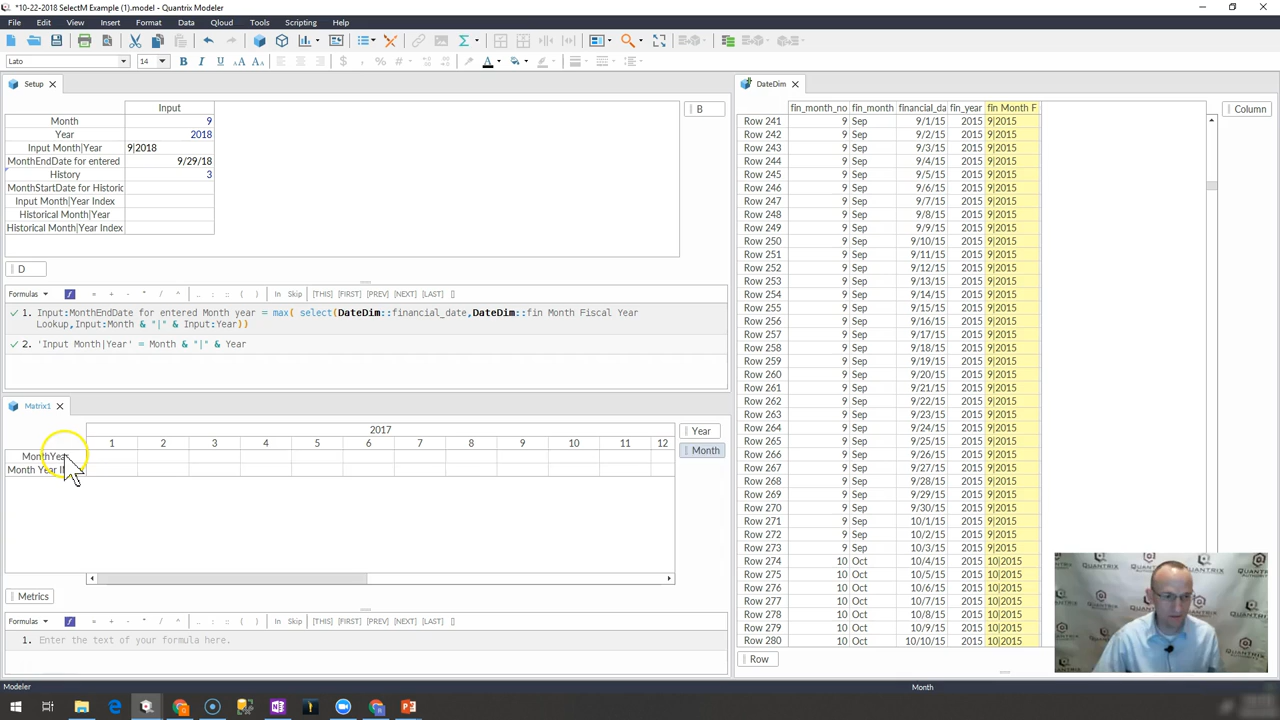 *10-22-2018 SelectM Example (1).model - Quantrix Modeler
File Edit View Insert Format Data Qloud Tools Scripting Help
Lato 14 B I U A A
Setup
Input
Month 9
Year 2018
Input Month|Year 9|2018
MonthEndDate for entered 9/29/18
History 3
MonthStartDate for Historic
Input Month|Year Index
Historical Month|Year
Historical Month|Year Index
B
D
Formulas = + - * / ^ .. :: ( ) In Skip [THIS] [FIRST] [PREV] [NEXT] [LAST] []
1. Input:MonthEndDate for entered Month year = max( select(DateDim::financial_date,DateDim::fin Month Fiscal Year
Lookup,Input:Month & "|" & Input:Year))
2. 'Input Month|Year' = Month & "|" & Year
Matrix1
2017
1 2 3 4 5 6 7 8 9 10 11 12
MonthYear
Month Year
Year
Month
Metrics
Formulas = + - * / ^ .. :: ( ) In Skip [THIS] [FIRST] [PREV] [NEXT] [LAST] []
1. Enter the text of your formula here.
DateDim
fin_month_no fin_month financial_da fin_year fin Month F
Row 241 9 Sep 9/1/15 2015 9|2015
Row 242 9 Sep 9/2/15 2015 9|2015
Row 243 9 Sep 9/3/15 2015 9|2015
Row 244 9 Sep 9/4/15 2015 9|2015
Row 245 9 Sep 9/5/15 2015 9|2015
Row 246 9 Sep 9/6/15 2015 9|2015
Row 247 9 Sep 9/7/15 2015 9|2015
Row 248 9 Sep 9/8/15 2015 9|2015
Row 249 9 Sep 9/9/15 2015 9|2015
Row 250 9 Sep 9/10/15 2015 9|2015
Row 251 9 Sep 9/11/15 2015 9|2015
Row 252 9 Sep 9/12/15 2015 9|2015
Row 253 9 Sep 9/13/15 2015 9|2015
Row 254 9 Sep 9/14/15 2015 9|2015
Row 255 9 Sep 9/15/15 2015 9|2015
Row 256 9 Sep 9/16/15 2015 9|2015
Row 257 9 Sep 9/17/15 2015 9|2015
Row 258 9 Sep 9/18/15 2015 9|2015
Row 259 9 Sep 9/19/15 2015 9|2015
Row 260 9 Sep 9/20/15 2015 9|2015
Row 261 9 Sep 9/21/15 2015 9|2015
Row 262 9 Sep 9/22/15 2015 9|2015
Row 263 9 Sep 9/23/15 2015 9|2015
Row 264 9 Sep 9/24/15 2015 9|2015
Row 265 9 Sep 9/25/15 2015 9|2015
Row 266 9 Sep 9/26/15 2015 9|2015
Row 267 9 Sep 9/27/15 2015 9|2015
Row 268 9 Sep 9/28/15 2015 9|2015
Row 269 9 Sep 9/29/15 2015 9|2015
Row 270 9 Sep 9/30/15 2015 9|2015
Row 271 9 Sep 10/1/15 2015 9|2015
Row 272 9 Sep 10/2/15 2015 9|2015
Row 273 9 Sep 10/3/15 2015 9|2015
Row 274 10 Oct 10/4/15 2015 10|2015
Row 275 10 Oct 10/5/15 2015 10|2015
Row 276 10 Oct 10/6/15 2015 10|2015
Row 277 10 Oct 10/7/15 2015 10|2015
Row 278 10 Oct 10/8/15 2015 10|2015
Row 279 10 Oct 10/9/15 2015 10|2015
Row 280 10 Oct 10/10/15 2015 10|2015
Column
Row
QUANTRIX
Modeler Month